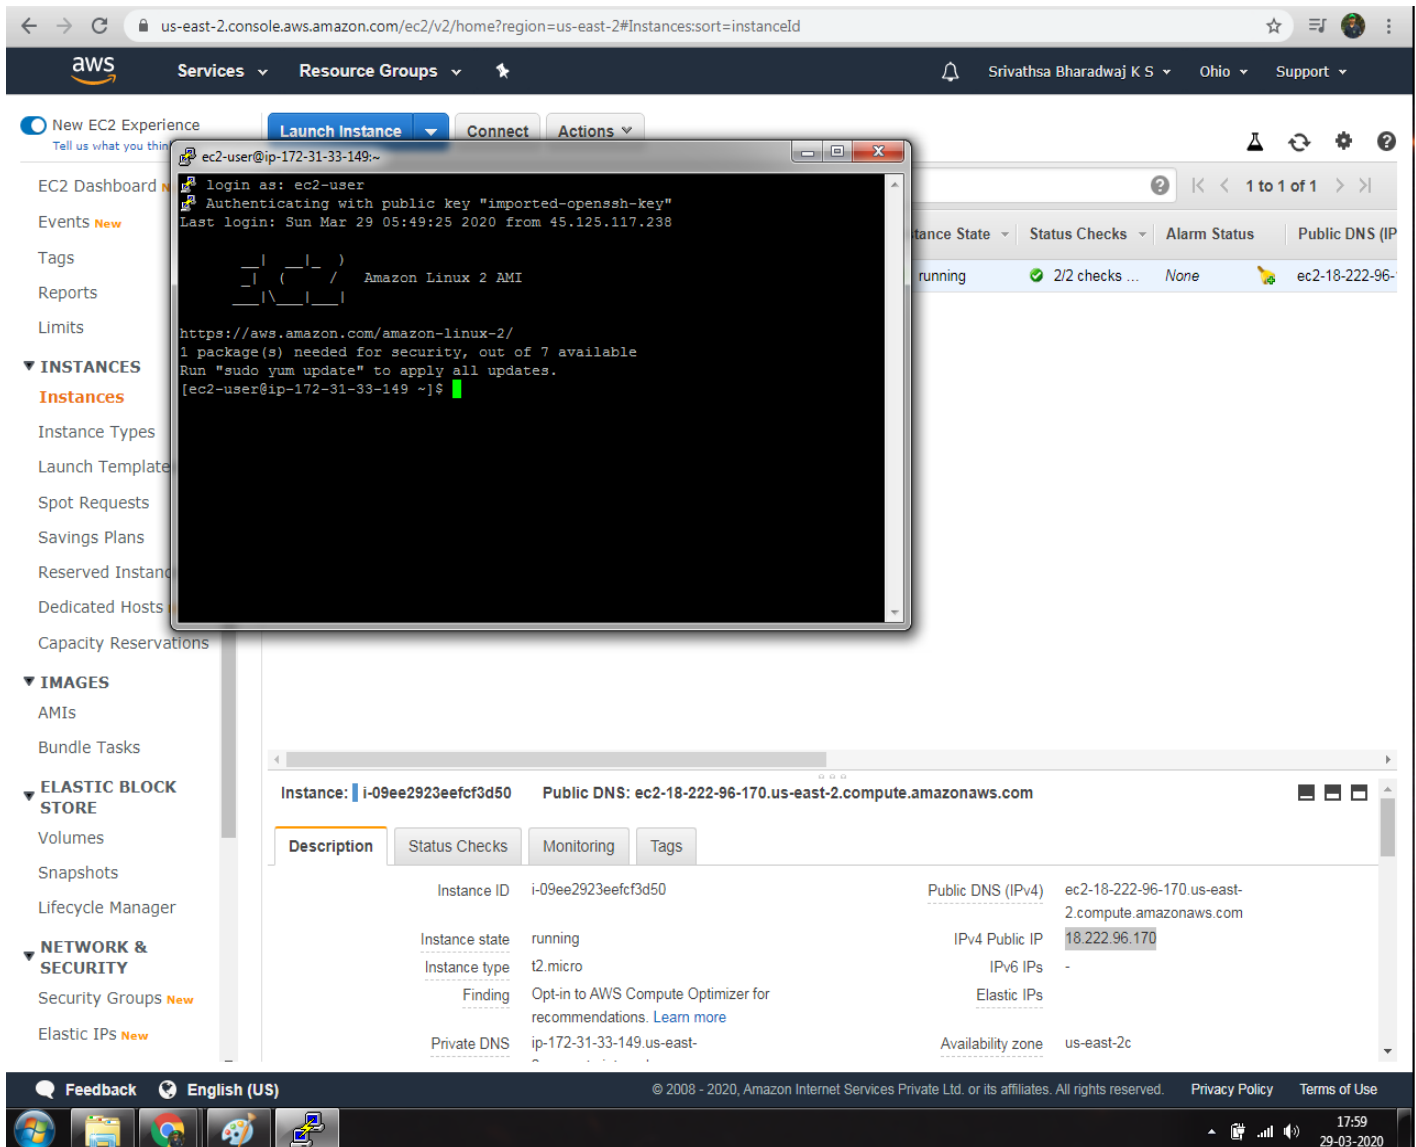 us-east-2.console.aws.amazon.com/ec2/v2/home?region=us-east-2#Instances:sort=instanceId
aws Services Resource Groups Srivathsa Bharadwaj K S Ohio Support
New EC2 Experience
Tell us what you thin
Launch Instance Connect Actions
EC2 Dashboard
Events New
Tags
Reports
Limits
INSTANCES
Instances
Instance Types
Launch Template
Spot Requests
Savings Plans
Reserved Instanc
Dedicated Hosts
Capacity Reservations
IMAGES
AMIs
Bundle Tasks
ELASTIC BLOCK
STORE
Volumes
Snapshots
Lifecycle Manager
NETWORK &
SECURITY
Security Groups New
Elastic IPs New
ec2-user@ip-172-31-33-149:~
login as: ec2-user
Authenticating with public key "imported-openssh-key"
Last login: Sun Mar 29 05:49:25 2020 from 45.125.117.238
__| __|_ )
_| ( / Amazon Linux 2 AMI
___|\___|___|
https://aws.amazon.com/amazon-linux-2/
1 package(s) needed for security, out of 7 available
Run "sudo yum update" to apply all updates.
[ec2-user@ip-172-31-33-149 ~]$
1 to 1 of 1
tance State Status Checks Alarm Status Public DNS (IP
running 2/2 checks ... None ec2-18-222-96-
Instance: i-09ee2923eefcf3d50 Public DNS: ec2-18-222-96-170.us-east-2.compute.amazonaws.com
Description Status Checks Monitoring Tags
Instance ID i-09ee2923eefcf3d50
Instance state running
Instance type t2.micro
Finding Opt-in to AWS Compute Optimizer for
recommendations. Learn more
Private DNS ip-172-31-33-149.us-east-
Public DNS (IPv4) ec2-18-222-96-170.us-east-
2.compute.amazonaws.com
IPv4 Public IP 18.222.96.170
IPv6 IPs -
Elastic IPs
Availability zone us-east-2c
Feedback English (US) © 2008 - 2020, Amazon Internet Services Private Ltd. or its affiliates. All rights reserved. Privacy Policy Terms of Use
17:59
29-03-2020